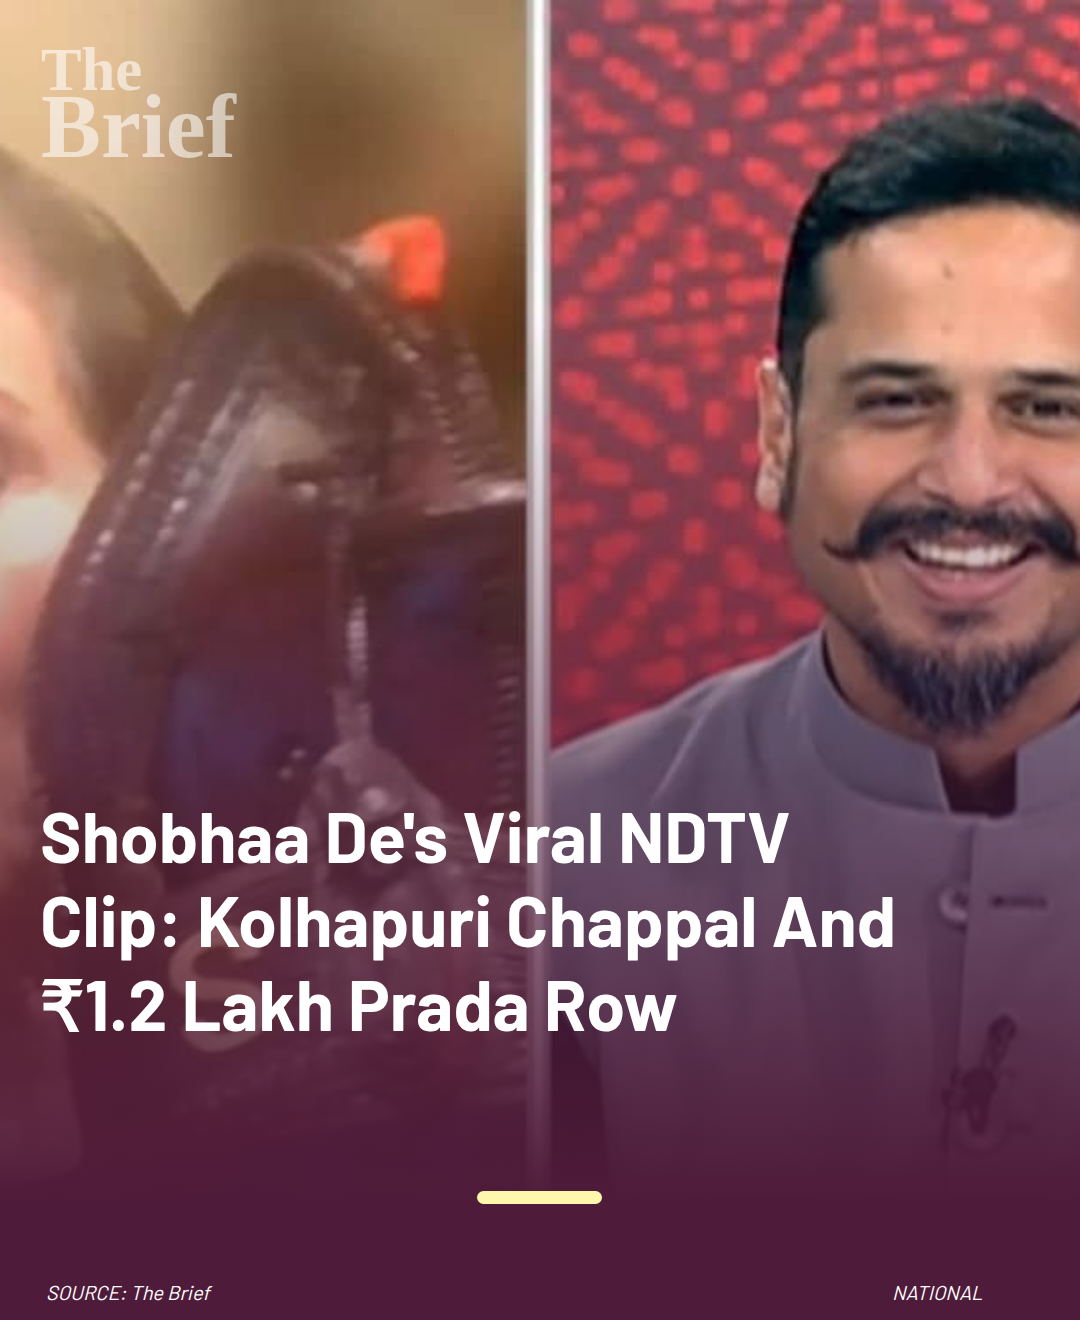 The
Brief
Shobhaa De's Viral NDTV
Clip: Kolhapuri Chappal And
₹1.2 Lakh Prada Row
SOURCE: The Brief
NATIONAL